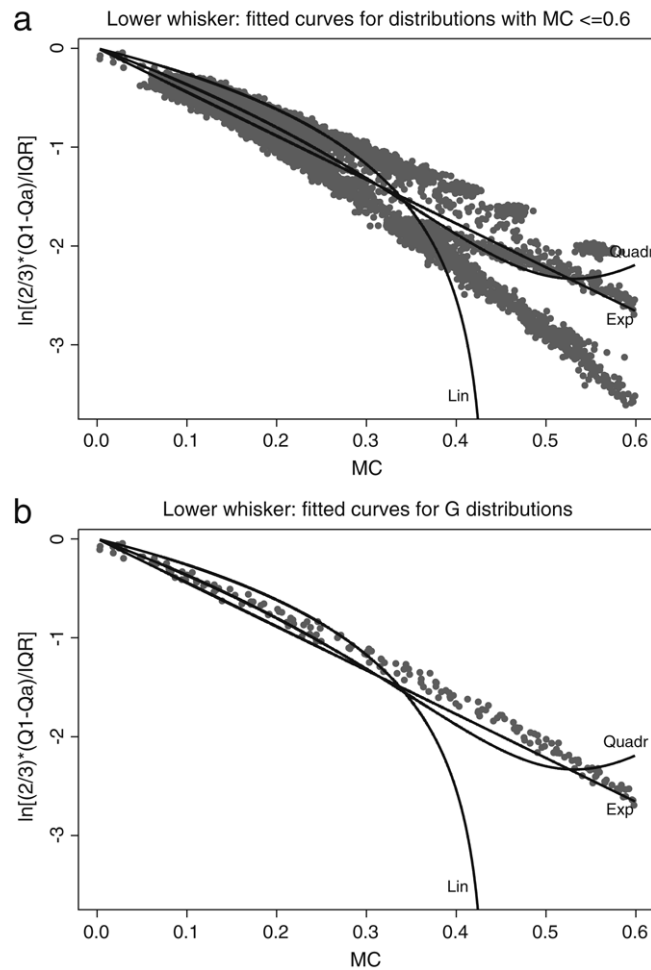 a
Lower whisker: fitted curves for distributions with MC <=0.6
ln[(2/3)*(Q1-Qa)/IQR]
0
-1
-2
-3
Quadr
Exp
Lin
0.0 0.1 0.2 0.3 0.4 0.5 0.6
MC
b
Lower whisker: fitted curves for G distributions
ln[(2/3)*(Q1-Qa)/IQR]
0
-1
-2
-3
Quadr
Exp
Lin
0.0 0.1 0.2 0.3 0.4 0.5 0.6
MC